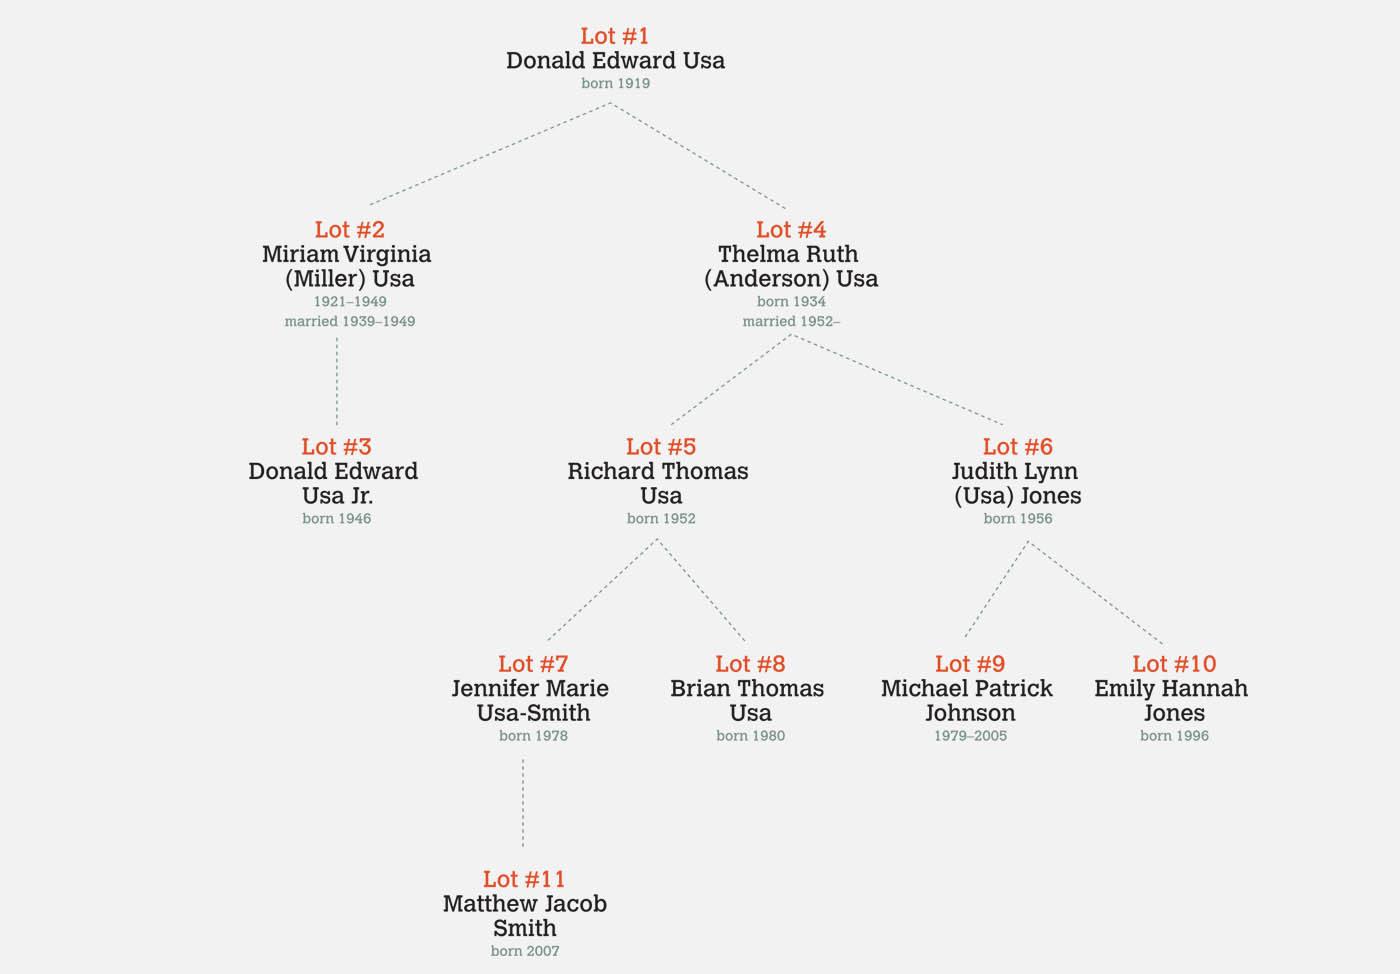 Lot #1
Donald Edward Usa
born 1919
Lot #2
Miriam Virginia
(Miller) Usa
1921–1949
married 1939–1949
Lot #4
Thelma Ruth
(Anderson) Usa
born 1934
married 1952–
Lot #3
Donald Edward
Usa Jr.
born 1946
Lot #5
Richard Thomas
Usa
born 1952
Lot #6
Judith Lynn
(Usa) Jones
born 1956
Lot #7
Jennifer Marie
Usa-Smith
born 1978
Lot #8
Brian Thomas
Usa
born 1980
Lot #9
Michael Patrick
Johnson
1979–2005
Lot #10
Emily Hannah
Jones
born 1996
Lot #11
Matthew Jacob
Smith
born 2007